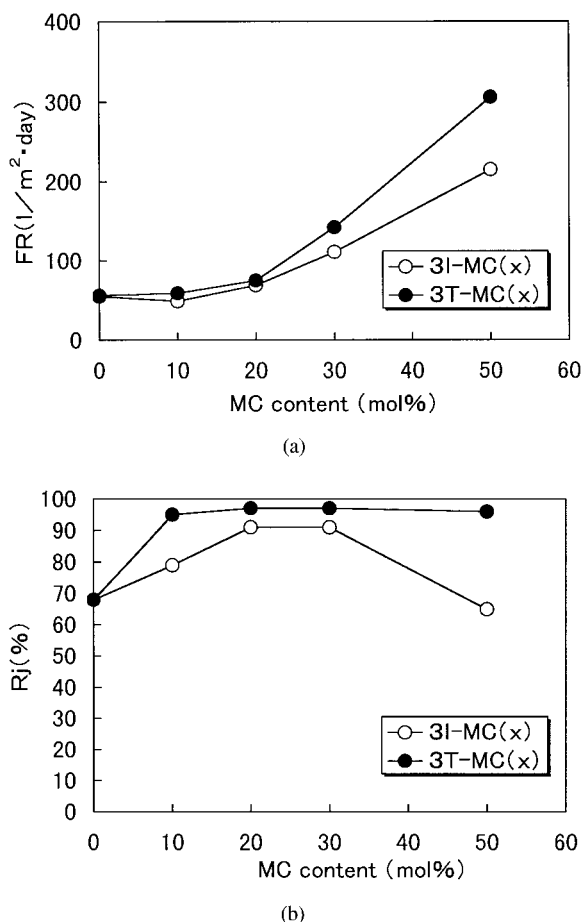 400
300
200
100
0
FR(l/m²・day)
3I-MC(x)
3T-MC(x)
0 10 20 30 40 50 60
MC content (mol%)
(a)
100
90
80
70
60
50
40
30
20
10
0
Rj(%)
3I-MC(x)
3T-MC(x)
0 10 20 30 40 50 60
MC content (mol%)
(b)